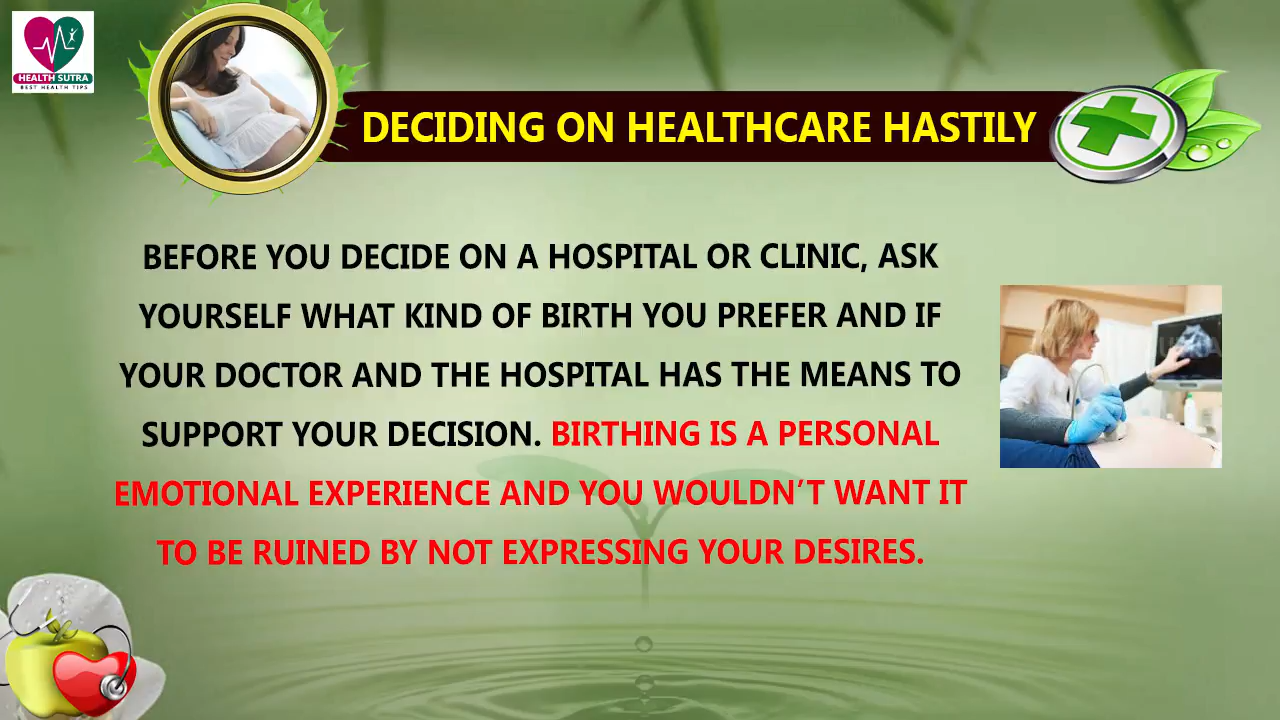 HEALTH SUTRA
BEST HEALTH TIPS
DECIDING ON HEALTHCARE HASTILY
BEFORE YOU DECIDE ON A HOSPITAL OR CLINIC, ASK
YOURSELF WHAT KIND OF BIRTH YOU PREFER AND IF
YOUR DOCTOR AND THE HOSPITAL HAS THE MEANS TO
SUPPORT YOUR DECISION. BIRTHING IS A PERSONAL
EMOTIONAL EXPERIENCE AND YOU WOULDN'T WANT IT
TO BE RUINED BY NOT EXPRESSING YOUR DESIRES.